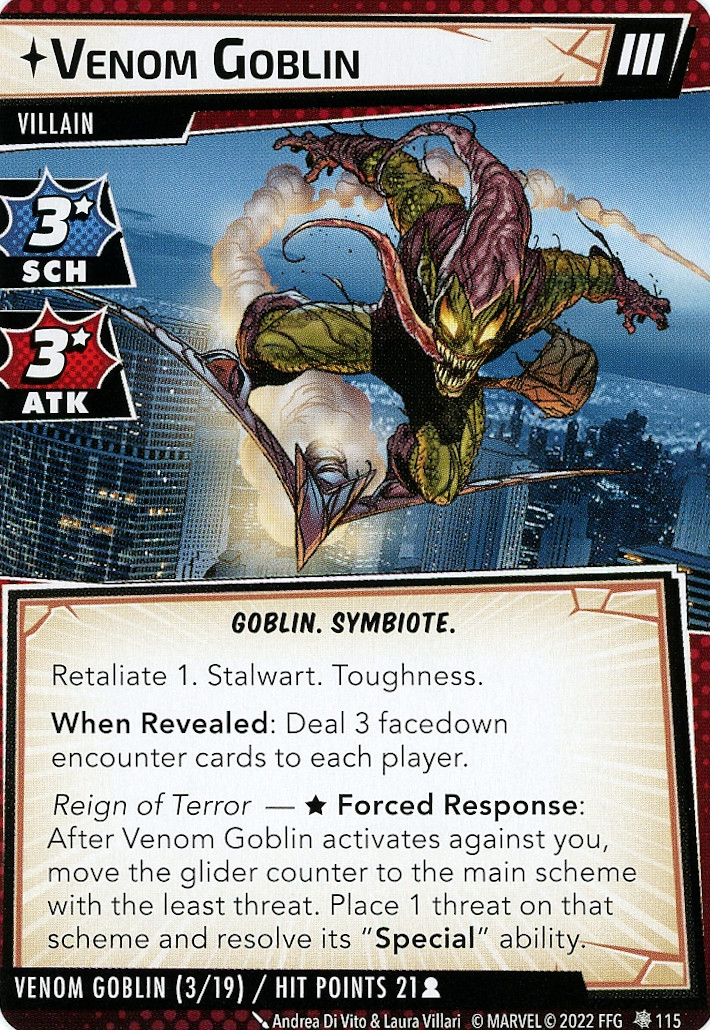 VENOM GOBLIN
III
VILLAIN
3
SCH
3
ATK
GOBLIN. SYMBIOTE.
Retaliate 1. Stalwart. Toughness.
When Revealed: Deal 3 facedown
encounter cards to each player.
Reign of Terror — ★ Forced Response:
After Venom Goblin activates against you,
move the glider counter to the main scheme
with the least threat. Place 1 threat on that
scheme and resolve its "Special" ability.
VENOM GOBLIN (3/19) / HIT POINTS 21
Andrea Di Vito & Laura Villari © MARVEL © 2022 FFG 115